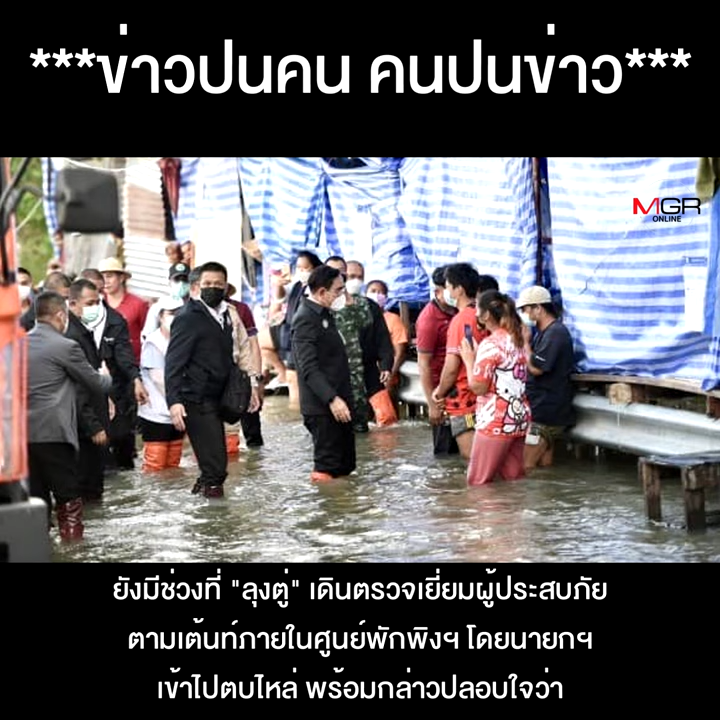 ***ข่าวปนคน คนปนข่าว***
MGR
ONLINE
ยังมีช่วงที่ "ลุงตู่" เดินตรวจเยี่ยมผู้ประสบภัย
ตามเต้นท์ภายในศูนย์พักพิงฯ โดยนายกฯ
เข้าไปตบไหล่ พร้อมกล่าวปลอบใจว่า